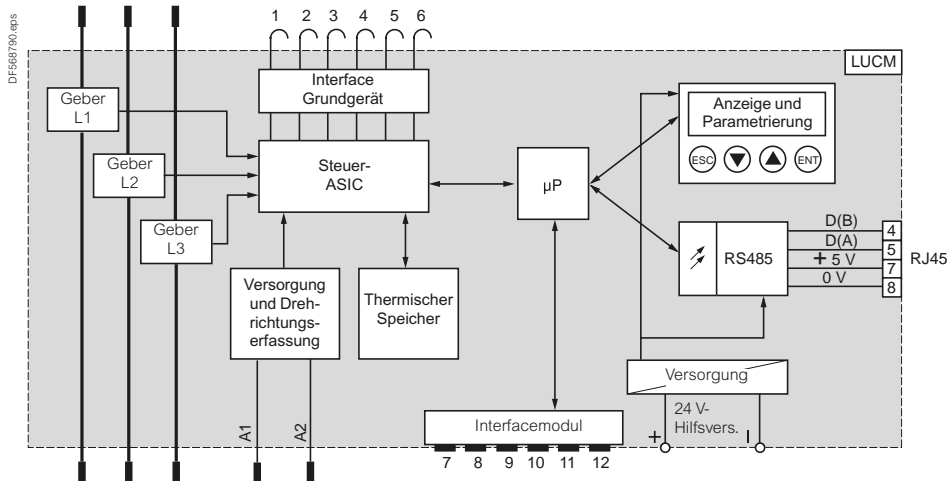 DF568790.eps
1 2 3 4 5 6
LUCM
Interface
Grundgerät
Geber
L1
Geber
L2
Geber
L3
Steuer-
ASIC
µP
Anzeige und
Parametrierung
ESC ENT
RS485
D(B) 4
D(A) 5
+ 5 V 7
0 V 8
RJ45
Versorgung
und Dreh-
richtungs-
erfassung
Thermischer
Speicher
A1
A2
Interfacemodul
7 8 9 10 11 12
Versorgung
24 V-
Hilfsvers.
+ –